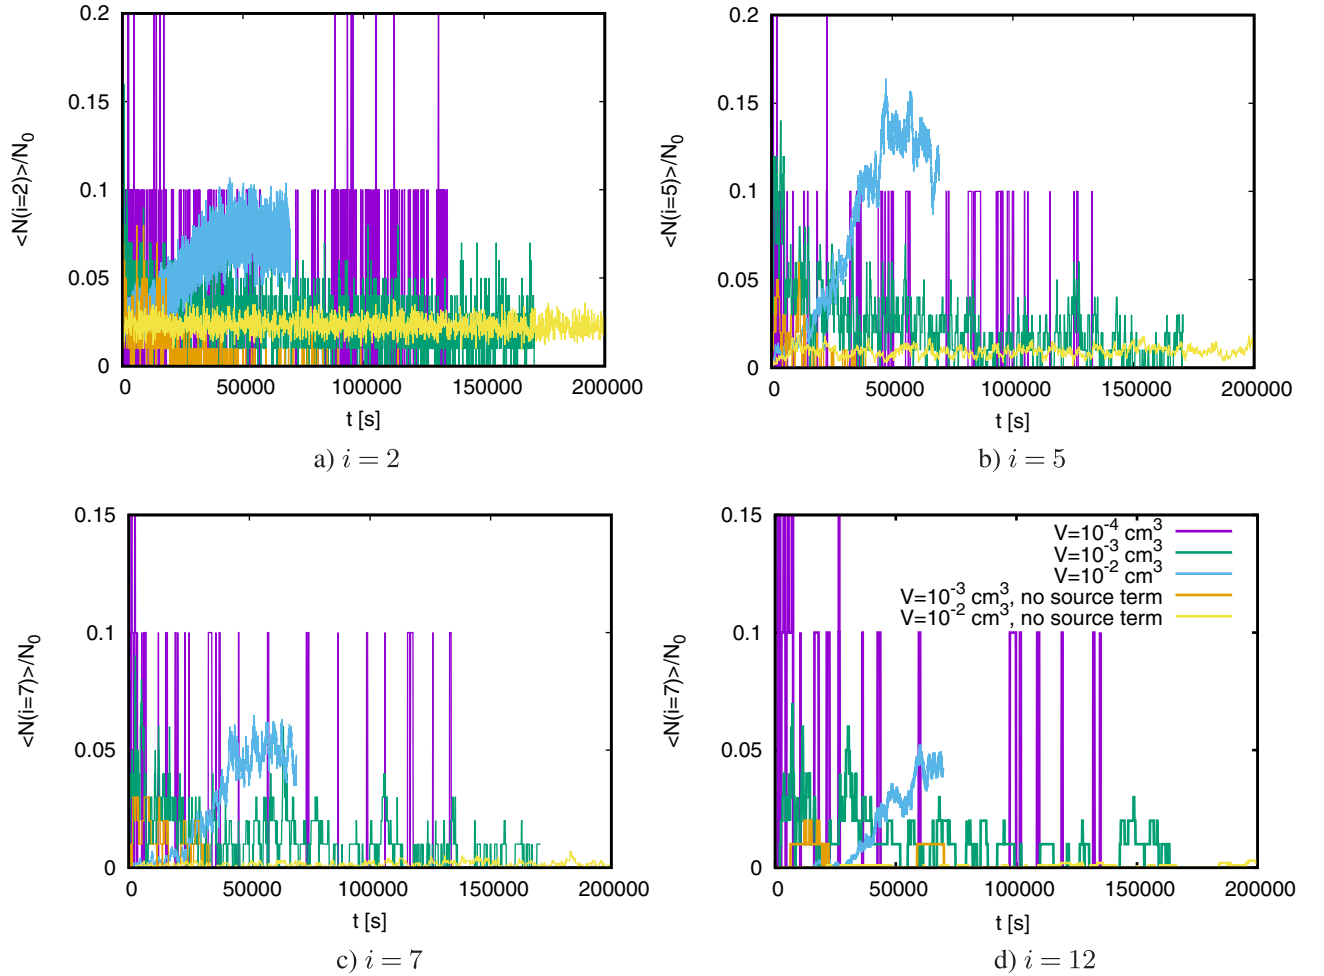 0.2
0.15
0.1
0.05
0
<N(i=2)>/N0
0 50000 100000 150000 200000
t [s]
a) i = 2
0.2
0.15
0.1
0.05
0
<N(i=5)>/N0
0 50000 100000 150000 200000
t [s]
b) i = 5
0.15
0.1
0.05
0
<N(i=7)>/N0
0 50000 100000 150000 200000
t [s]
c) i = 7
0.15
0.1
0.05
0
<N(i=7)>/N0
V=10-4 cm3
V=10-3 cm3
V=10-2 cm3
V=10-3 cm3, no source term
V=10-2 cm3, no source term
0 50000 100000 150000 200000
t [s]
d) i = 12